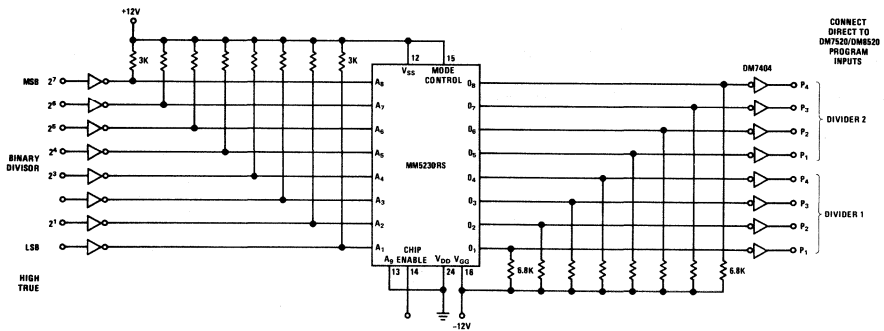 +12V
3K
3K
12
15
VSS
MODE CONTROL
MSB 2⁷
2⁶
2⁵
2⁴
BINARY DIVISOR
2³
2¹
LSB
HIGH TRUE
A8
A7
A6
A5
A4
A3
A2
A1
MM5230RS
O8
O7
O6
O5
O4
O3
O2
O1
CHIP ENABLE
A9
VDD
VGG
13
14
24
16
-12V
6.8K
6.8K
DM7404
CONNECT
DIRECT TO
DM7520/DM8520
PROGRAM
INPUTS
P4
P3
P2
P1
DIVIDER 2
P4
P3
P2
P1
DIVIDER 1